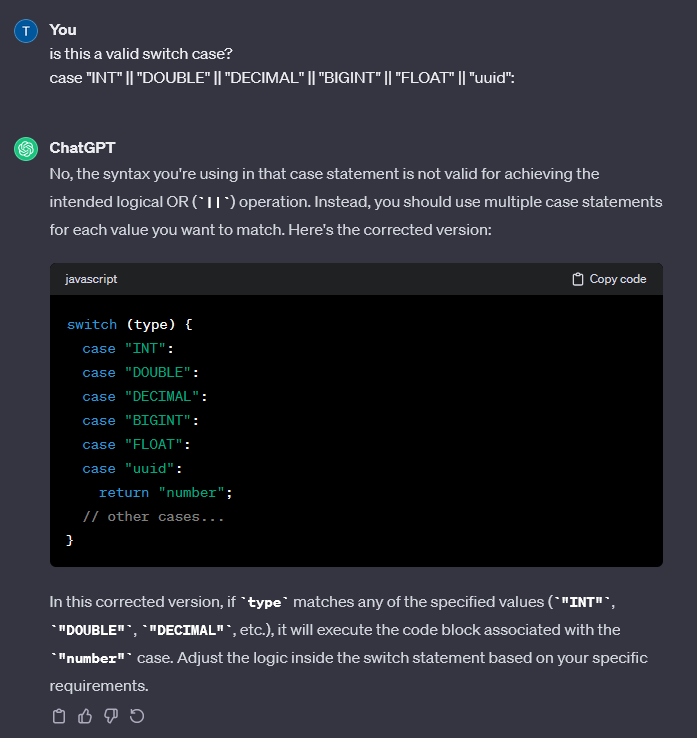 T
You
is this a valid switch case?
case "INT" || "DOUBLE" || "DECIMAL" || "BIGINT" || "FLOAT" || "uuid":
ChatGPT
No, the syntax you're using in that case statement is not valid for achieving the
intended logical OR (`||`) operation. Instead, you should use multiple case statements
for each value you want to match. Here's the corrected version:
javascript
Copy code
switch (type) {
  case "INT":
  case "DOUBLE":
  case "DECIMAL":
  case "BIGINT":
  case "FLOAT":
  case "uuid":
    return "number";
  // other cases...
}
In this corrected version, if `type` matches any of the specified values (`"INT"`,
`"DOUBLE"`, `"DECIMAL"`, etc.), it will execute the code block associated with the
`"number"` case. Adjust the logic inside the switch statement based on your specific
requirements.